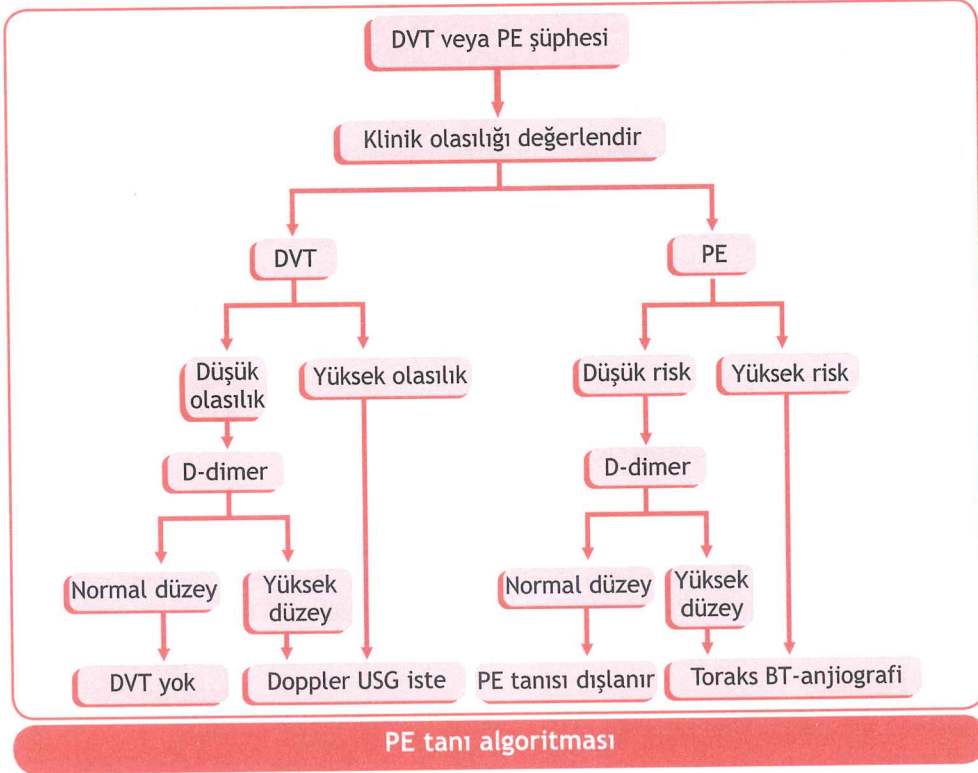 DVT veya PE şüphesi
Klinik olasılığı değerlendir
DVT
PE
Düşük
olasılık
Yüksek olasılık
Düşük risk
Yüksek risk
D-dimer
D-dimer
Normal düzey
Yüksek
düzey
Normal düzey
Yüksek
düzey
DVT yok
Doppler USG iste
PE tanısı dışlanır
Toraks BT-anjiografi
PE tanı algoritması